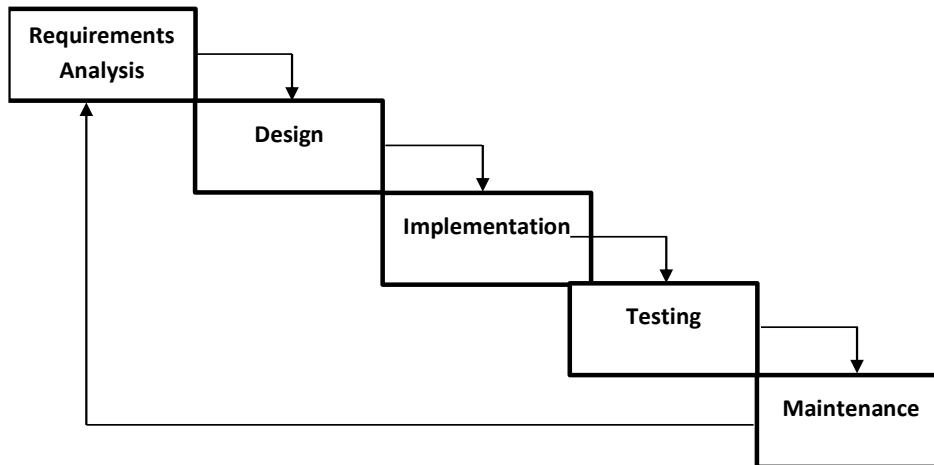 Requirements
Analysis
Design
Implementation
Testing
Maintenance